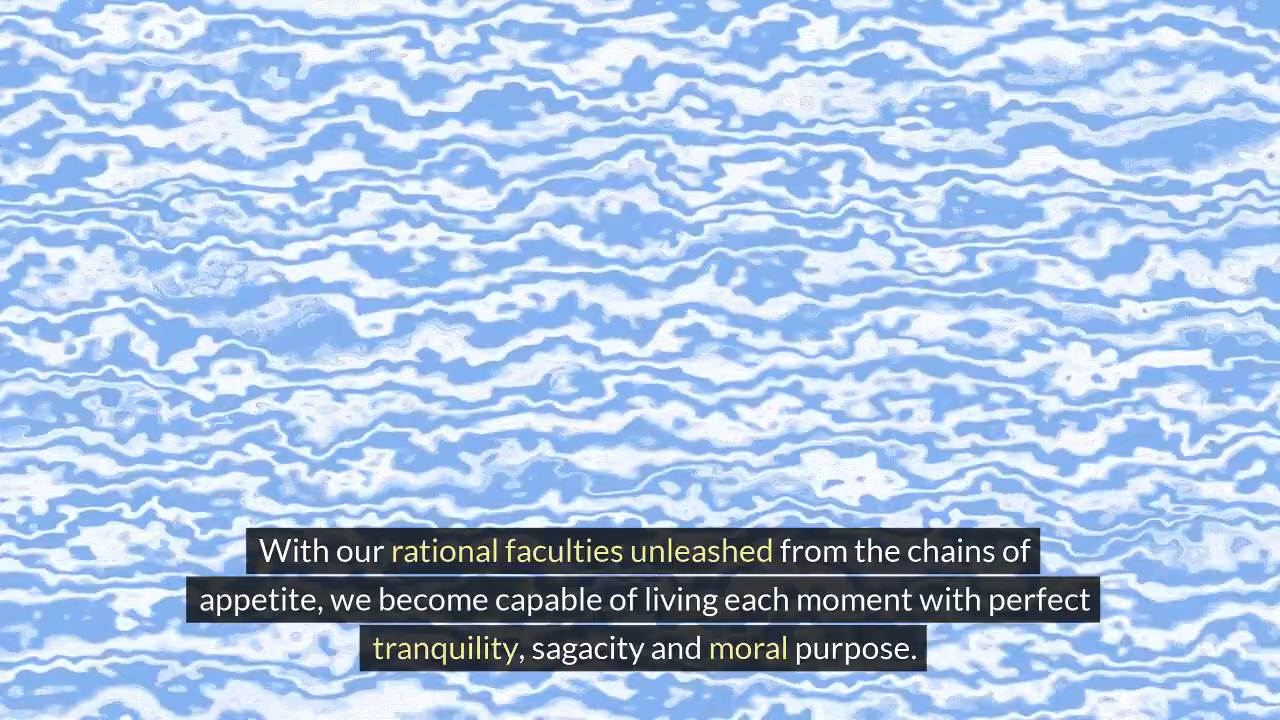 With our rational faculties unleashed from the chains of
appetite, we become capable of living each moment with perfect
tranquility, sagacity and moral purpose.